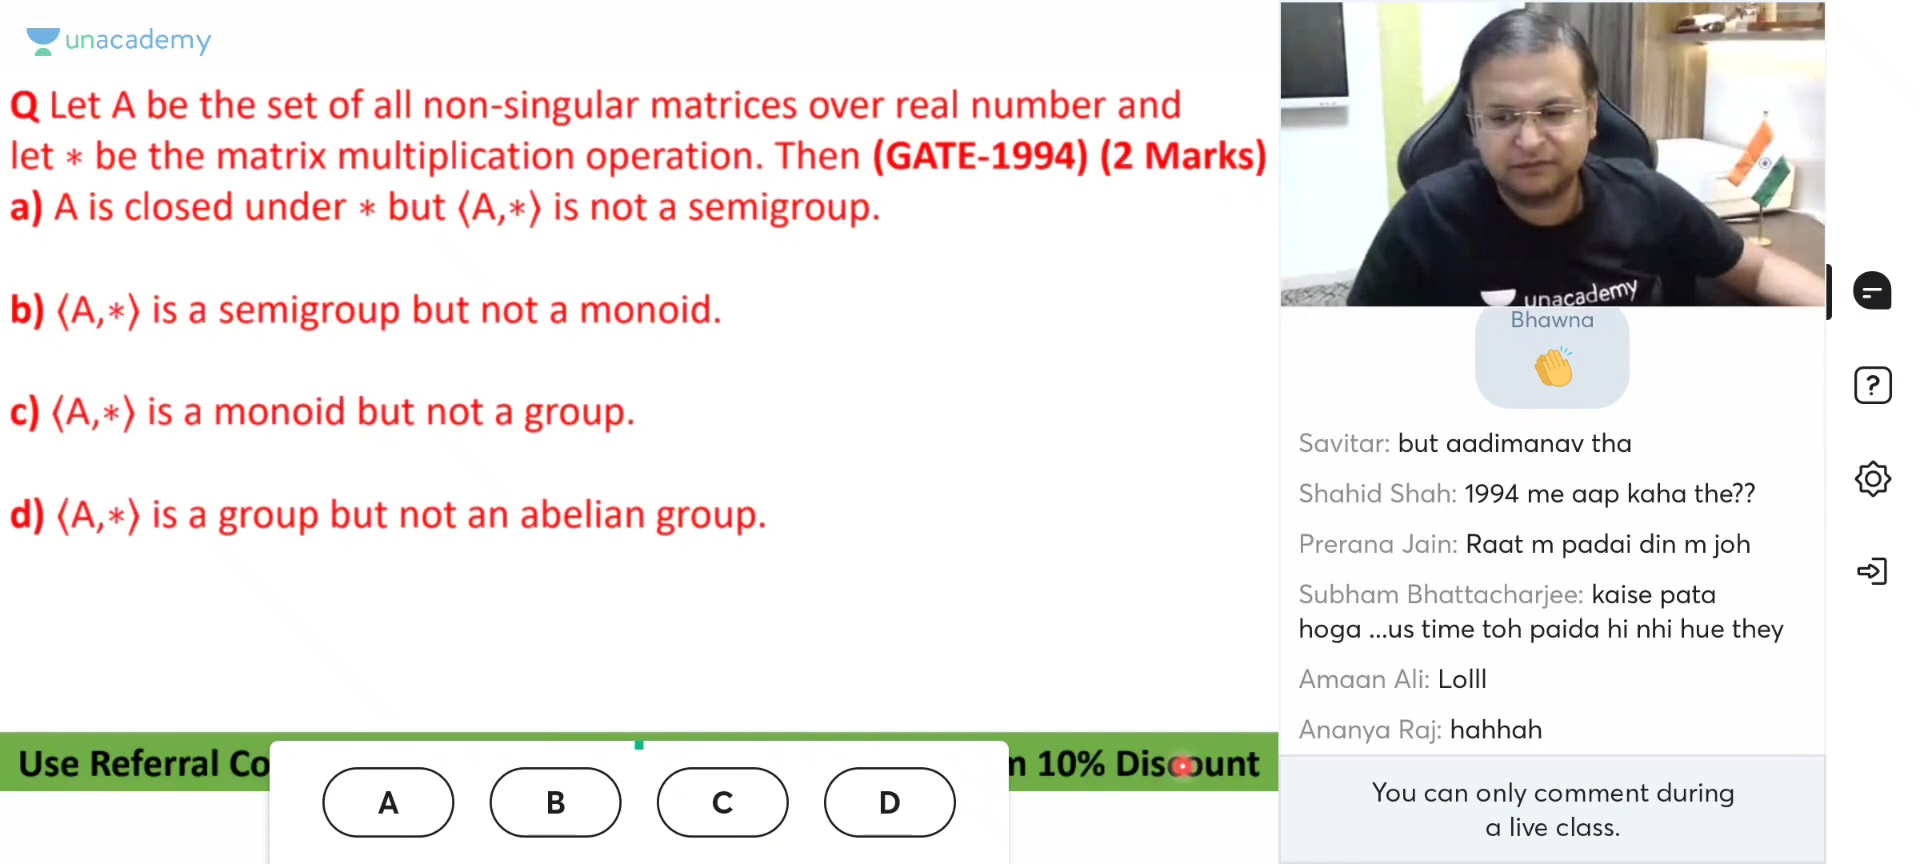 unacademy
Q Let A be the set of all non-singular matrices over real number and
let * be the matrix multiplication operation. Then (GATE-1994) (2 Marks)
a) A is closed under * but ⟨A,*⟩ is not a semigroup.
b) ⟨A,*⟩ is a semigroup but not a monoid.
c) ⟨A,*⟩ is a monoid but not a group.
d) ⟨A,*⟩ is a group but not an abelian group.
Use Referral Co
10% Discount
A B C D
unacademy
Bhawna
Savitar: but aadimanav tha
Shahid Shah: 1994 me aap kaha the??
Prerana Jain: Raat m padai din m joh
Subham Bhattacharjee: kaise pata
hoga ...us time toh paida hi nhi hue they
Amaan Ali: Lolll
Ananya Raj: hahhah
You can only comment during
a live class.
?